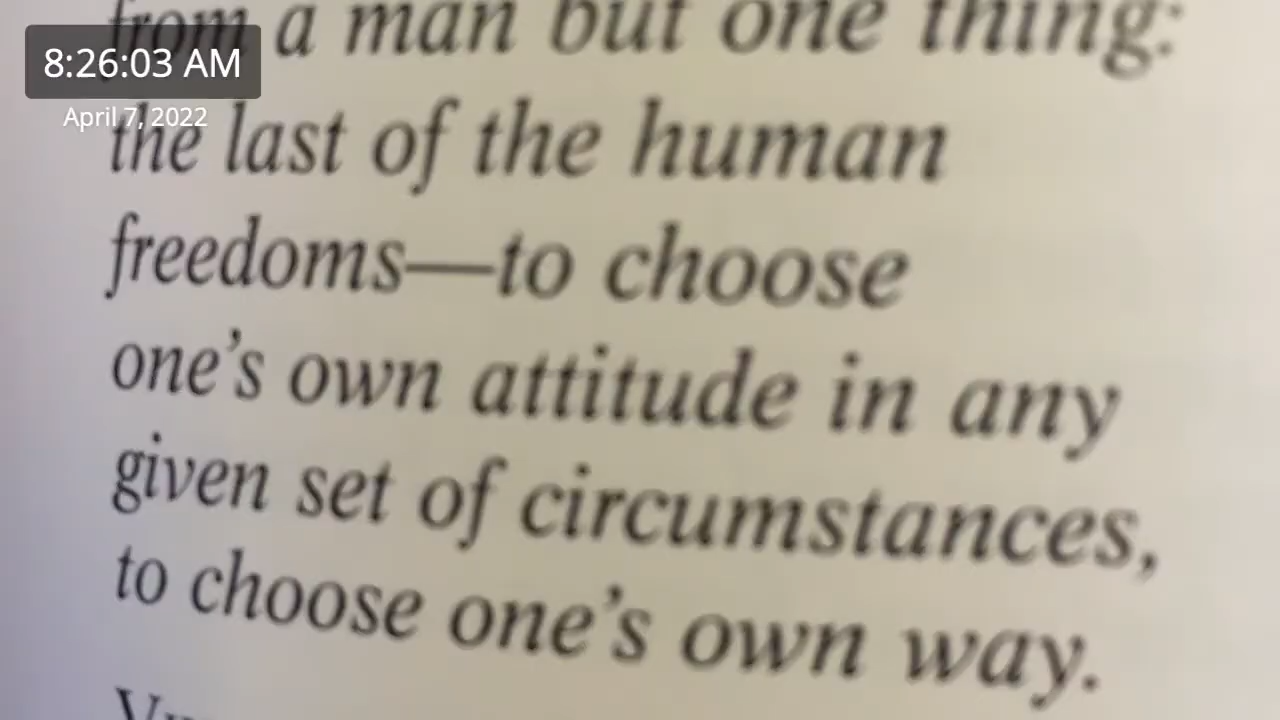 from a man but one thing:
8:26:03 AM
April 7, 2022
the last of the human
freedoms—to choose
one’s own attitude in any
given set of circumstances,
to choose one’s own way.